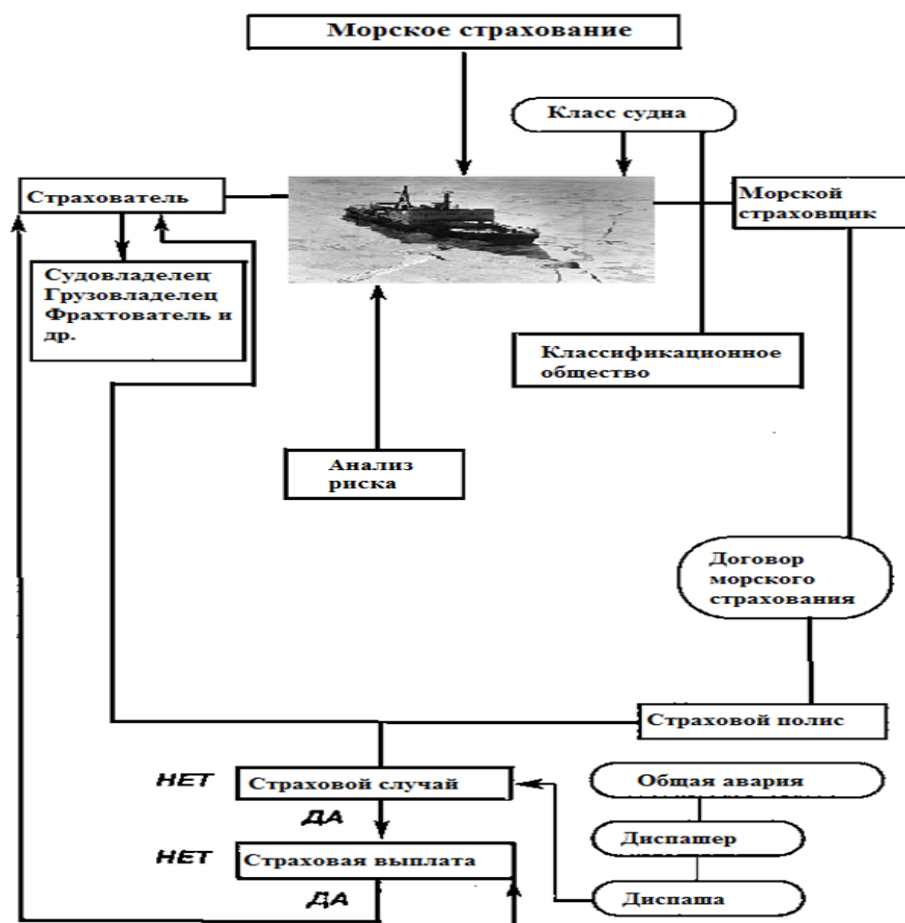 Морское страхование
Класс судна
Страхователь
Морской
страховщик
Судовладелец
Грузовладелец
Фрахтователь и
др.
Классификационное
общество
Анализ
риска
Договор
морского
страхования
Страховой полис
НЕТ
Страховой случай
Общая авария
ДА
Диспашер
НЕТ
Страховая выплата
ДА
Диспаша